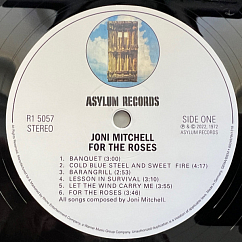 ASYLUM RECORDS
R1 5057
STEREO
SIDE ONE
℗ © 1972, 1977
ASYLUM RECORDS
JONI MITCHELL
FOR THE ROSES
1. BANQUET (3:00)
2. COLD BLUE STEEL AND SWEET FIRE (4:17)
3. BARANGRILL (2:53)
4. LESSON IN SURVIVAL (3:10)
5. LET THE WIND CARRY ME (3:55)
6. FOR THE ROSES (3:46)
All songs composed by Joni Mitchell.